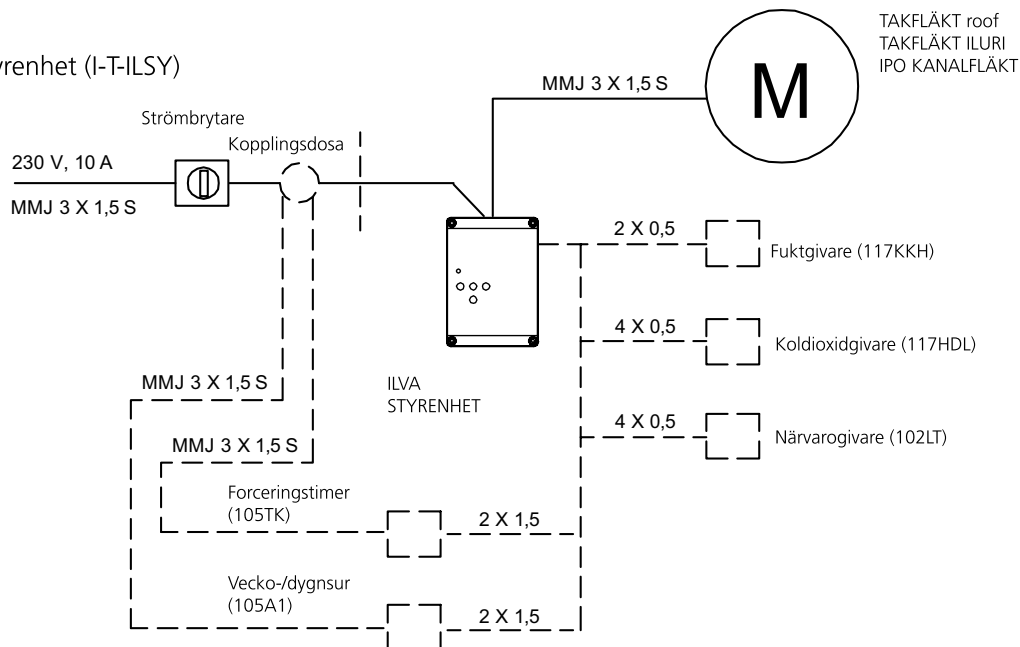 TAKFLÄKT roof
TAKFLÄKT ILURI
IPO KANALFLÄKT
M
yrenhet (I-T-ILSY)
MMJ 3 X 1,5 S
Strömbrytare
Kopplingsdosa
230 V, 10 A
MMJ 3 X 1,5 S
2 X 0,5
Fuktgivare (117KKH)
4 X 0,5
Koldioxidgivare (117HDL)
MMJ 3 X 1,5 S
ILVA
STYRENHET
4 X 0,5
Närvarogivare (102LT)
MMJ 3 X 1,5 S
Forceringstimer
(105TK)
2 X 1,5
Vecko-/dygnsur
(105A1)
2 X 1,5